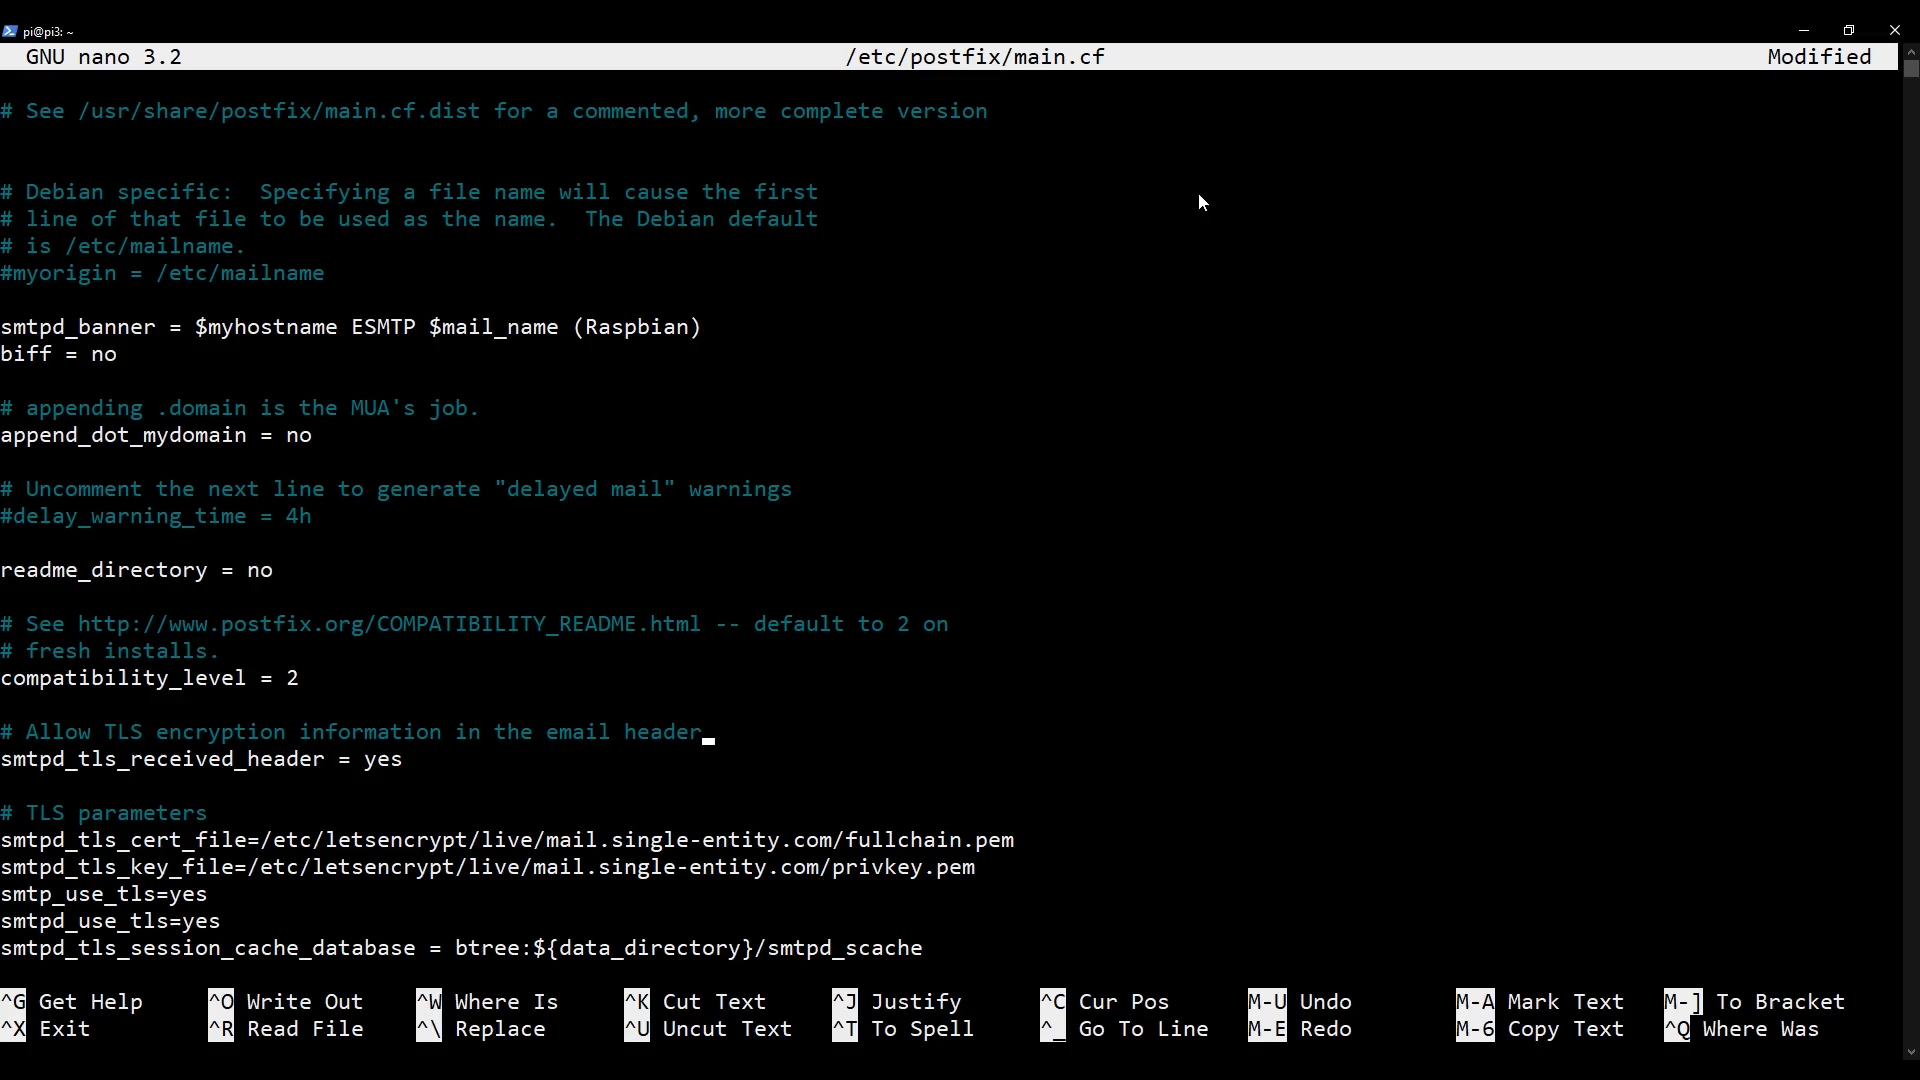 pi@pi3: ~
GNU nano 3.2 /etc/postfix/main.cf Modified
# See /usr/share/postfix/main.cf.dist for a commented, more complete version
# Debian specific:  Specifying a file name will cause the first
# line of that file to be used as the name.  The Debian default
# is /etc/mailname.
#myorigin = /etc/mailname
smtpd_banner = $myhostname ESMTP $mail_name (Raspbian)
biff = no
# appending .domain is the MUA's job.
append_dot_mydomain = no
# Uncomment the next line to generate "delayed mail" warnings
#delay_warning_time = 4h
readme_directory = no
# See http://www.postfix.org/COMPATIBILITY_README.html -- default to 2 on
# fresh installs.
compatibility_level = 2
# Allow TLS encryption information in the email header
smtpd_tls_received_header = yes
# TLS parameters
smtpd_tls_cert_file=/etc/letsencrypt/live/mail.single-entity.com/fullchain.pem
smtpd_tls_key_file=/etc/letsencrypt/live/mail.single-entity.com/privkey.pem
smtp_use_tls=yes
smtpd_use_tls=yes
smtpd_tls_session_cache_database = btree:${data_directory}/smtpd_scache
^G Get Help ^O Write Out ^W Where Is ^K Cut Text ^J Justify ^C Cur Pos M-U Undo M-A Mark Text M-] To Bracket
^X Exit ^R Read File ^\ Replace ^U Uncut Text ^T To Spell ^_ Go To Line M-E Redo M-6 Copy Text ^Q Where Was